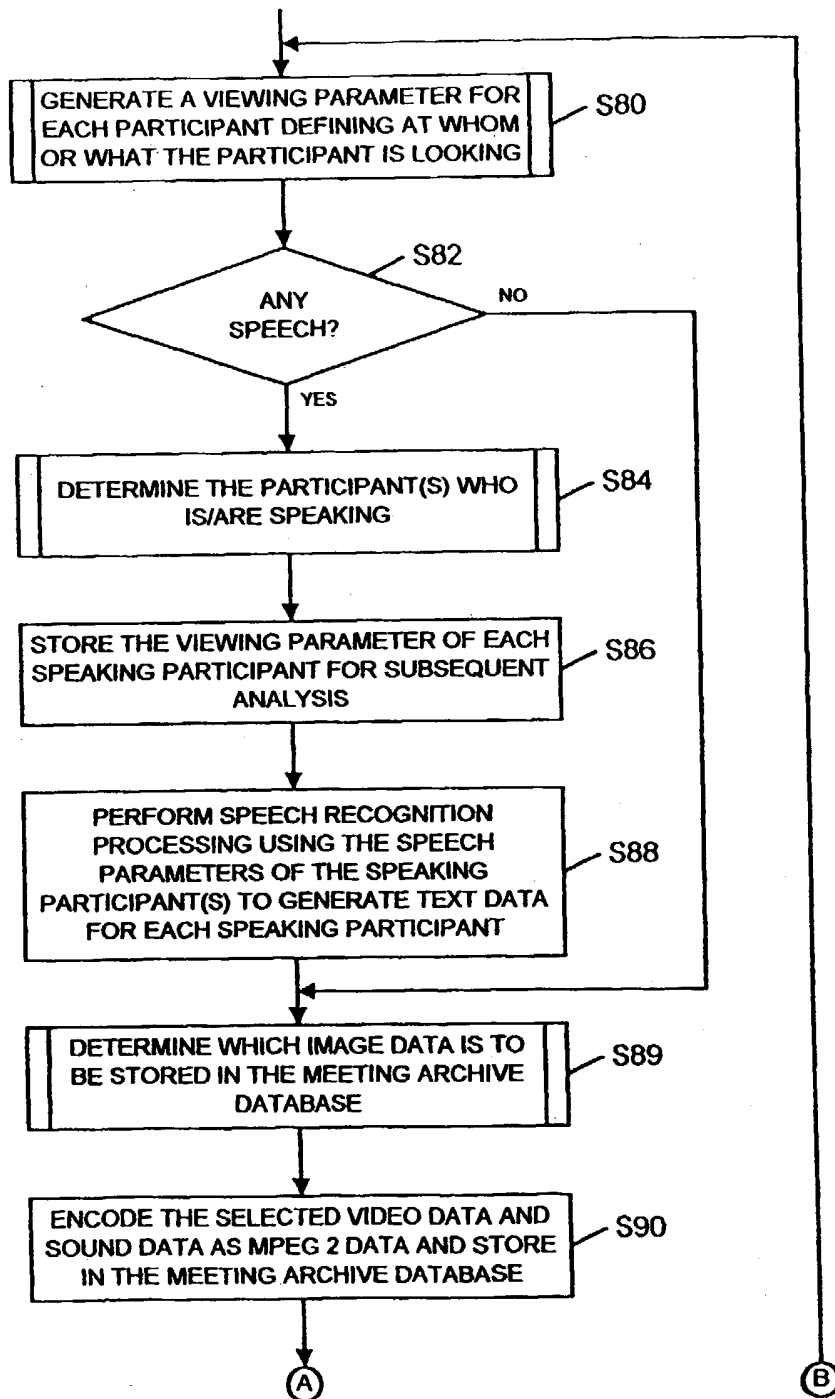 GENERATE A VIEWING PARAMETER FOR
EACH PARTICIPANT DEFINING AT WHOM
OR WHAT THE PARTICIPANT IS LOOKING
S80
S82
ANY
SPEECH?
NO
YES
DETERMINE THE PARTICIPANT(S) WHO
IS/ARE SPEAKING
S84
STORE THE VIEWING PARAMETER OF EACH
SPEAKING PARTICIPANT FOR SUBSEQUENT
ANALYSIS
S86
PERFORM SPEECH RECOGNITION
PROCESSING USING THE SPEECH
PARAMETERS OF THE SPEAKING
PARTICIPANT(S) TO GENERATE TEXT DATA
FOR EACH SPEAKING PARTICIPANT
S88
DETERMINE WHICH IMAGE DATA IS TO
BE STORED IN THE MEETING ARCHIVE
DATABASE
S89
ENCODE THE SELECTED VIDEO DATA AND
SOUND DATA AS MPEG 2 DATA AND STORE
IN THE MEETING ARCHIVE DATABASE
S90
A
B